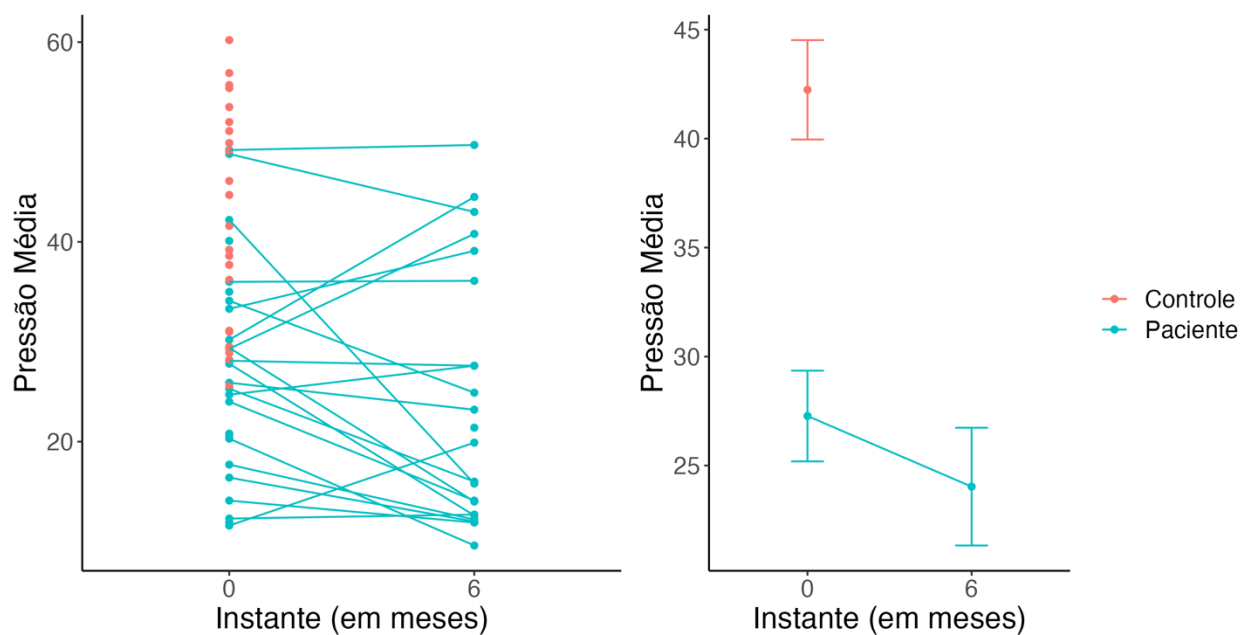 60
40
20
Pressão Média
0
6
Instante (em meses)
45
40
35
30
25
Pressão Média
0
6
Instante (em meses)
Controle
Paciente